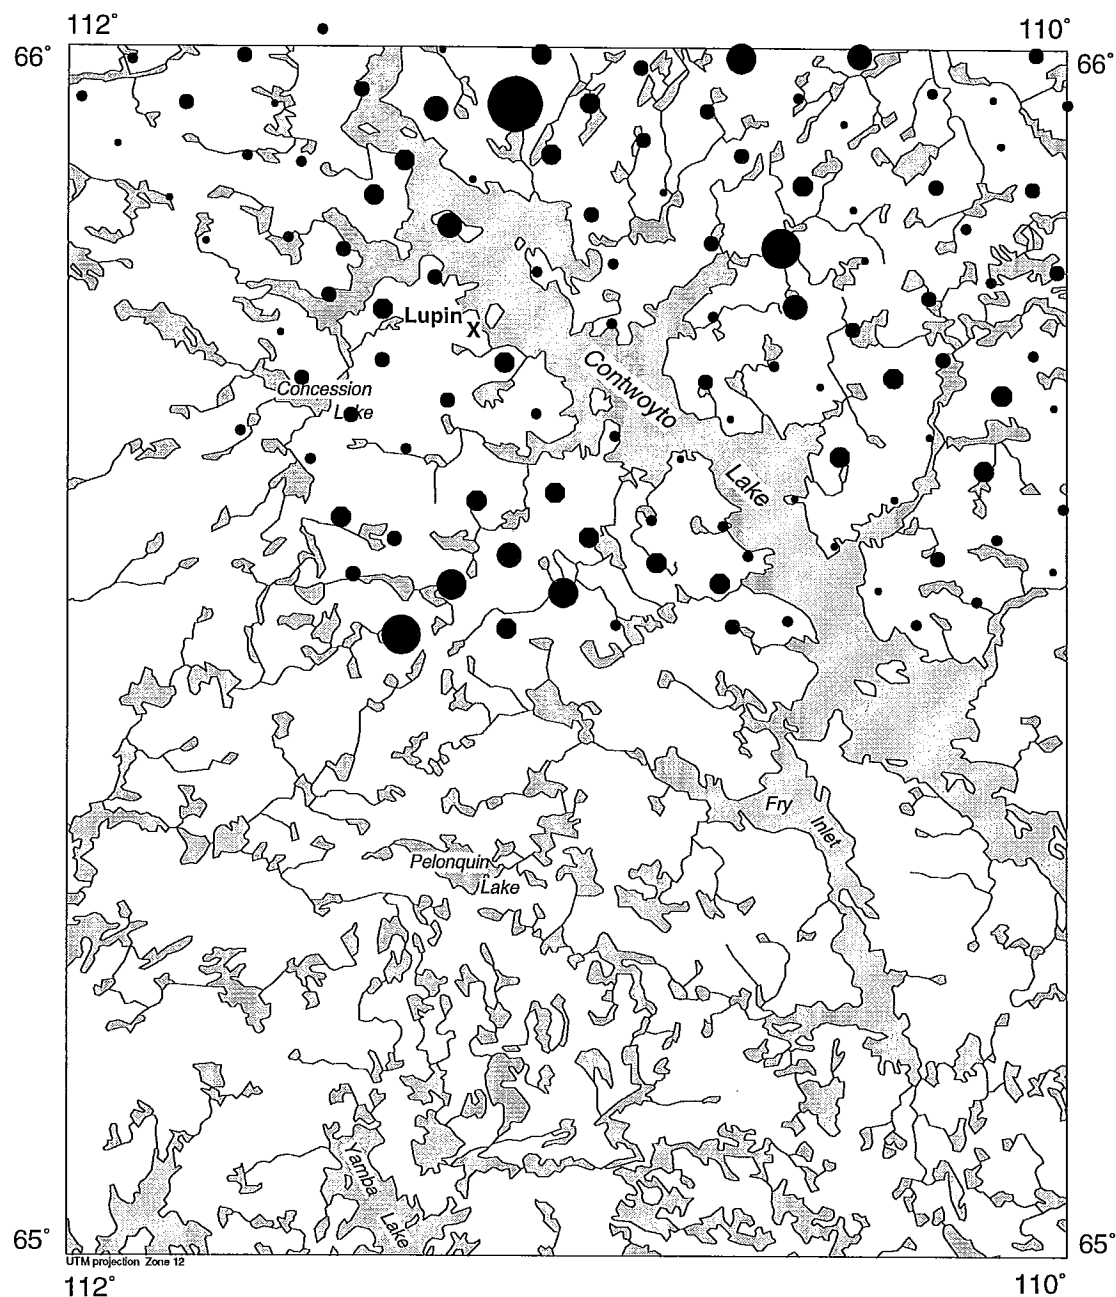 112° 110°
66° 66°
Lupin
X
Concession
Lake
Contwoyto
Lake
Fry
Inlet
Pelonquin
Lake
Yamba
Lake
65° 65°
UTM projection Zone 12
112° 110°